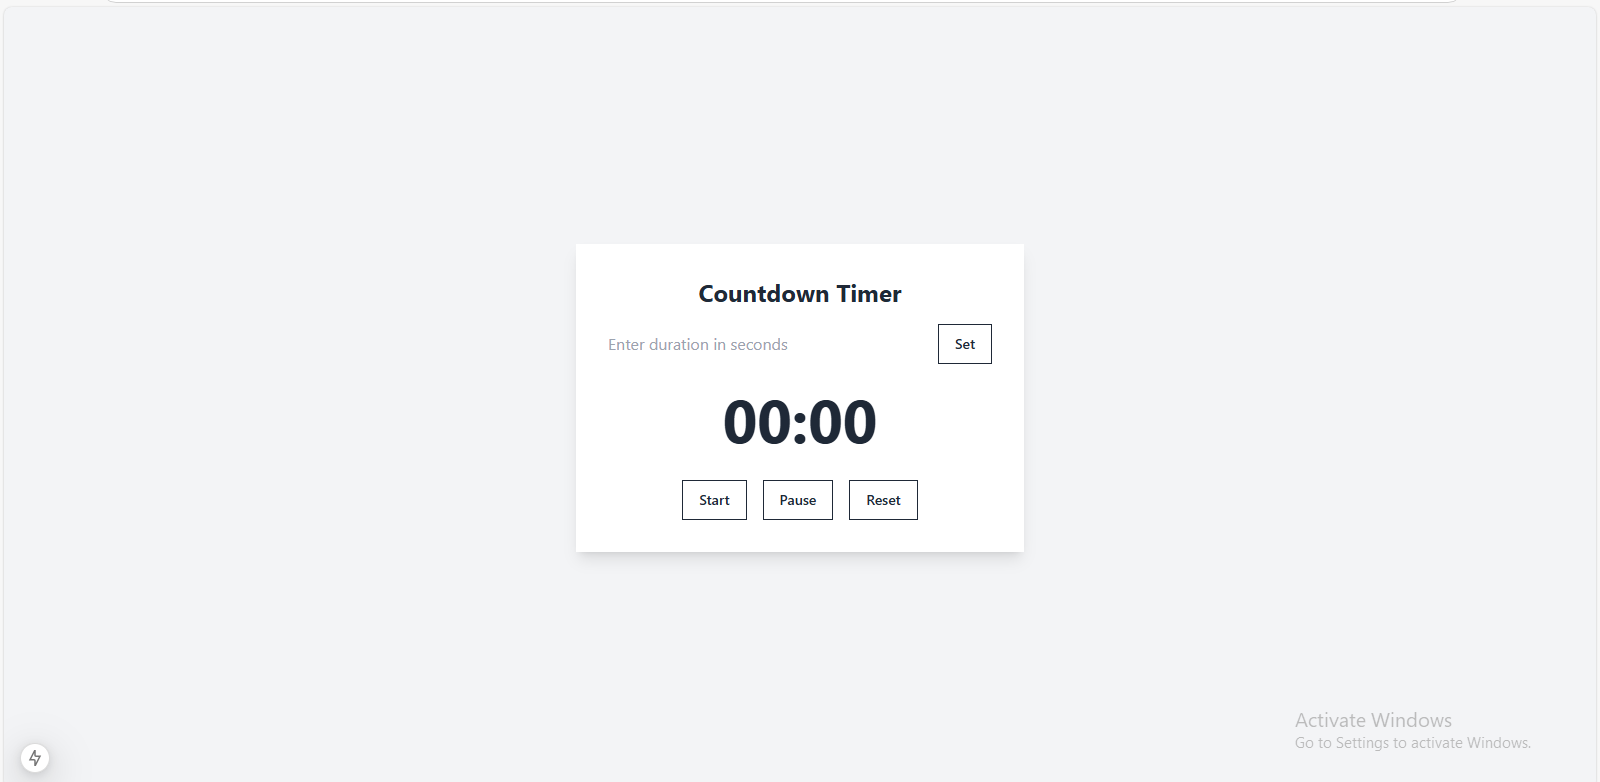 Countdown Timer
Enter duration in seconds
Set
00:00
Start Pause Reset
Activate Windows
Go to Settings to activate Windows.